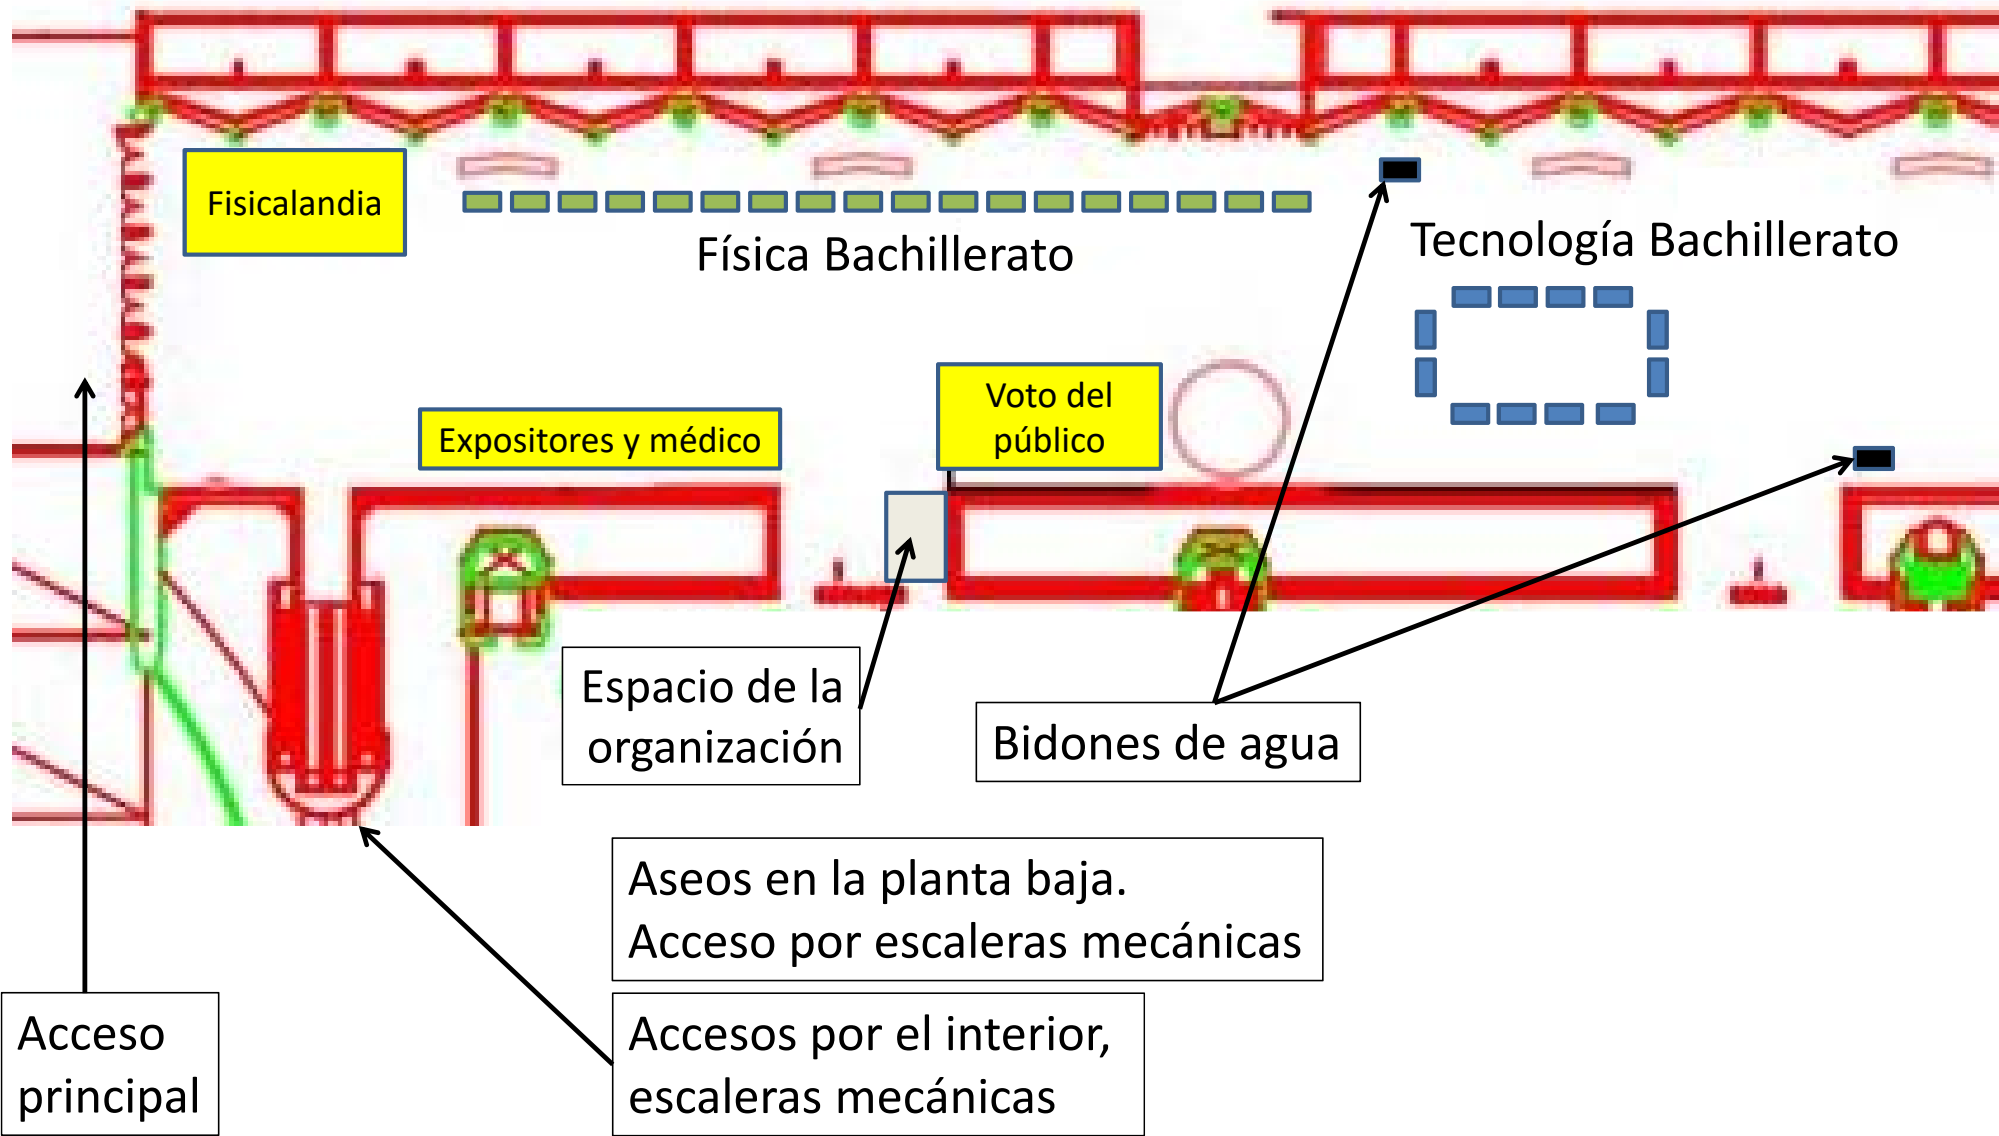 Fisicalandia
Física Bachillerato
Tecnología Bachillerato
Voto del
público
Expositores y médico
Espacio de la
organización
Bidones de agua
Aseos en la planta baja.
Acceso por escaleras mecánicas
Acceso
principal
Accesos por el interior,
escaleras mecánicas